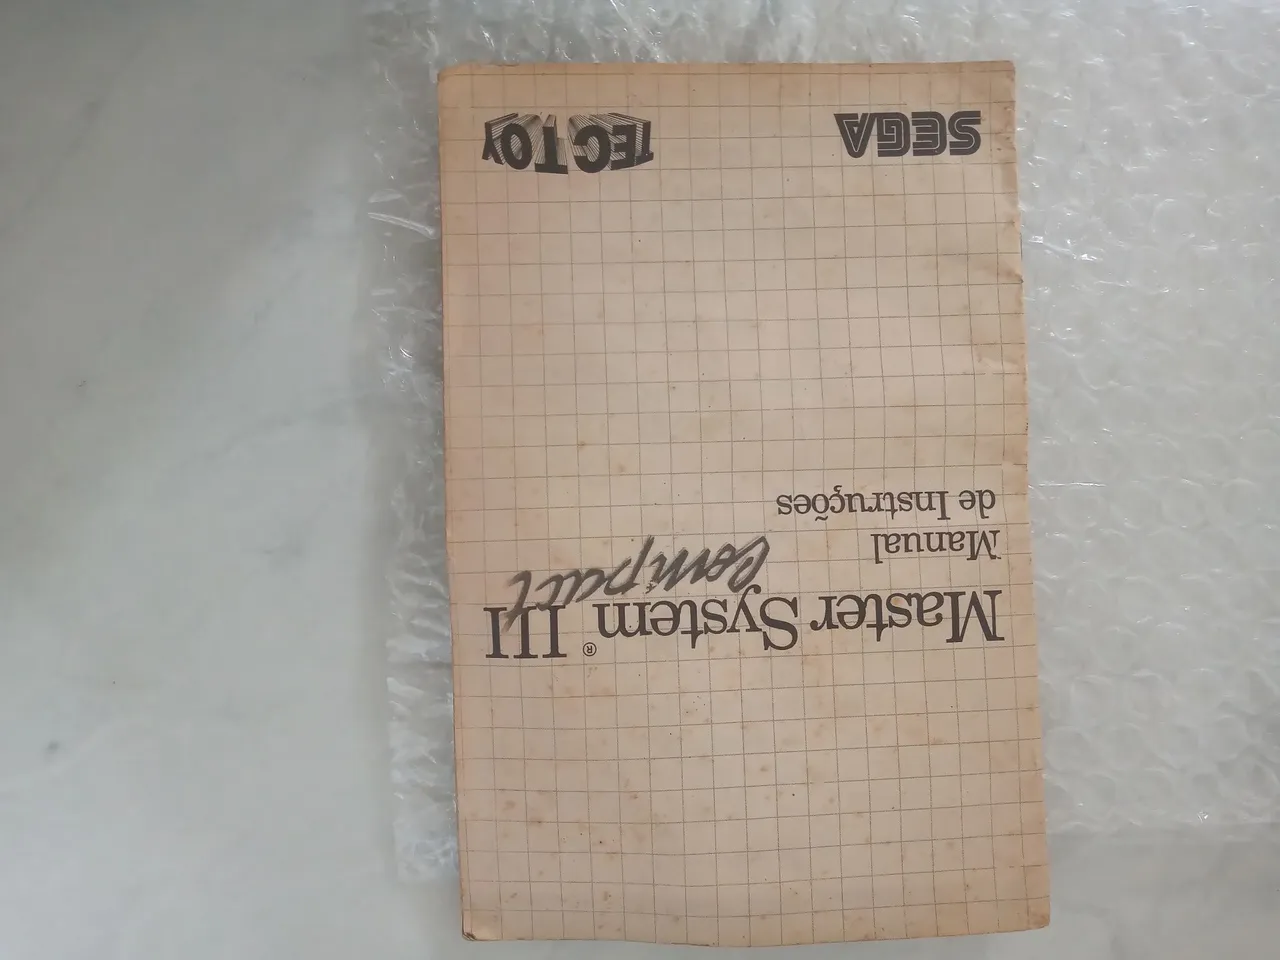 Master System® III
Compact
Manual
de Instruções
SEGA
TEC TOY